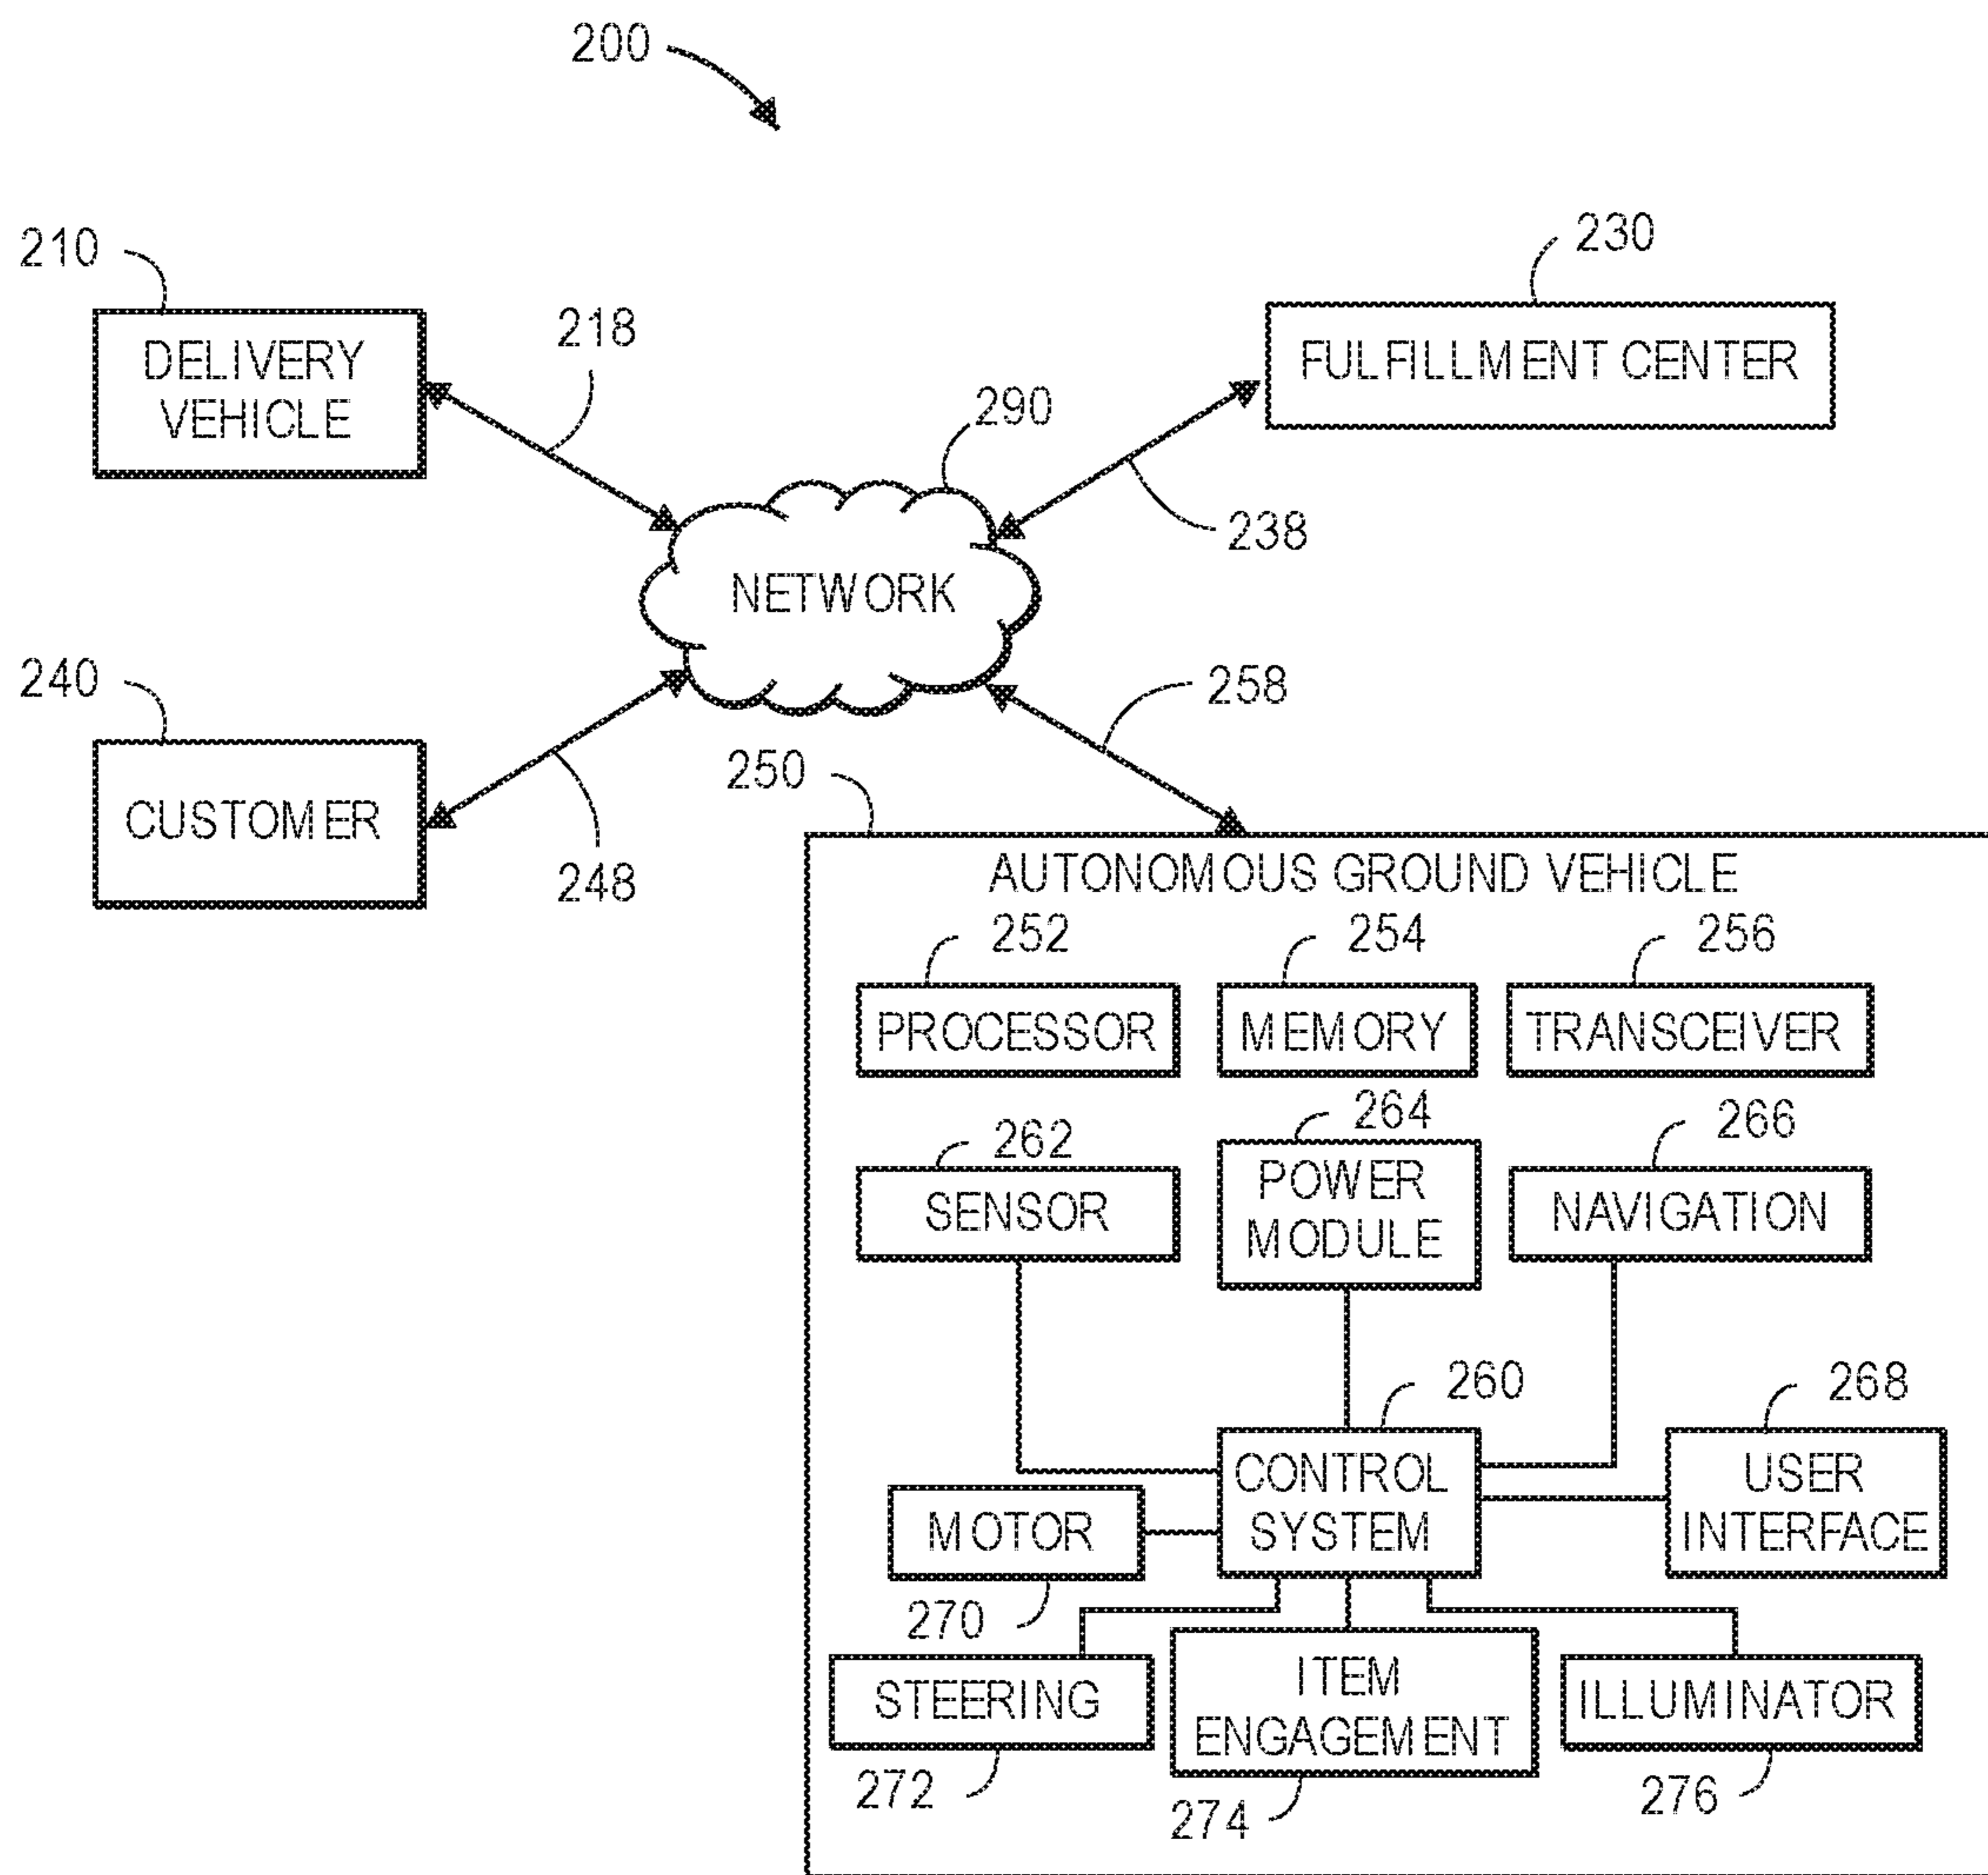 200
210
230
DELIVERY
VEHICLE
218
FULFILLMENT CENTER
290
238
NETWORK
240
258
CUSTOMER
248
250
AUTONOMOUS GROUND VEHICLE
252
254
256
PROCESSOR
MEMORY
TRANSCEIVER
262
264
266
SENSOR
POWER
MODULE
NAVIGATION
260
268
CONTROL
SYSTEM
USER
INTERFACE
MOTOR
270
STEERING
ITEM
ENGAGEMENT
ILLUMINATOR
272
274
276